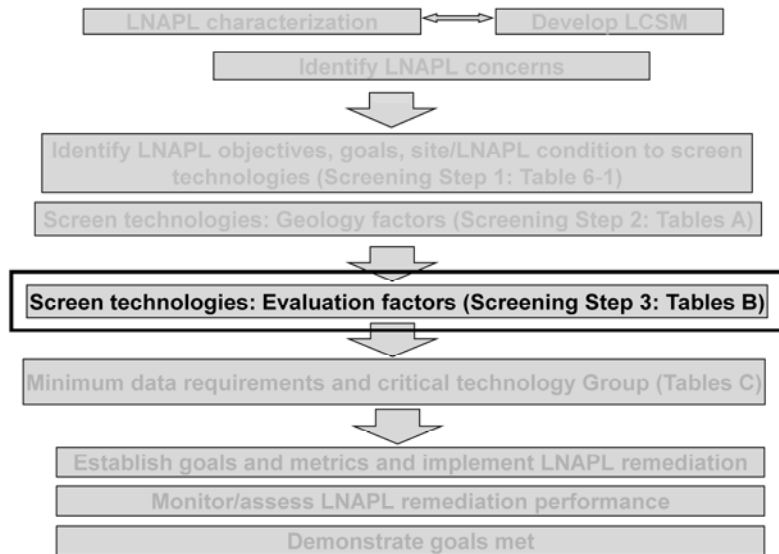 LNAPL characterization
Develop LCSM
Identify LNAPL concerns
Identify LNAPL objectives, goals, site/LNAPL condition to screen
technologies (Screening Step 1: Table 6-1)
Screen technologies: Geology factors (Screening Step 2: Tables A)
Screen technologies: Evaluation factors (Screening Step 3: Tables B)
Minimum data requirements and critical technology Group (Tables C)
Establish goals and metrics and implement LNAPL remediation
Monitor/assess LNAPL remediation performance
Demonstrate goals met